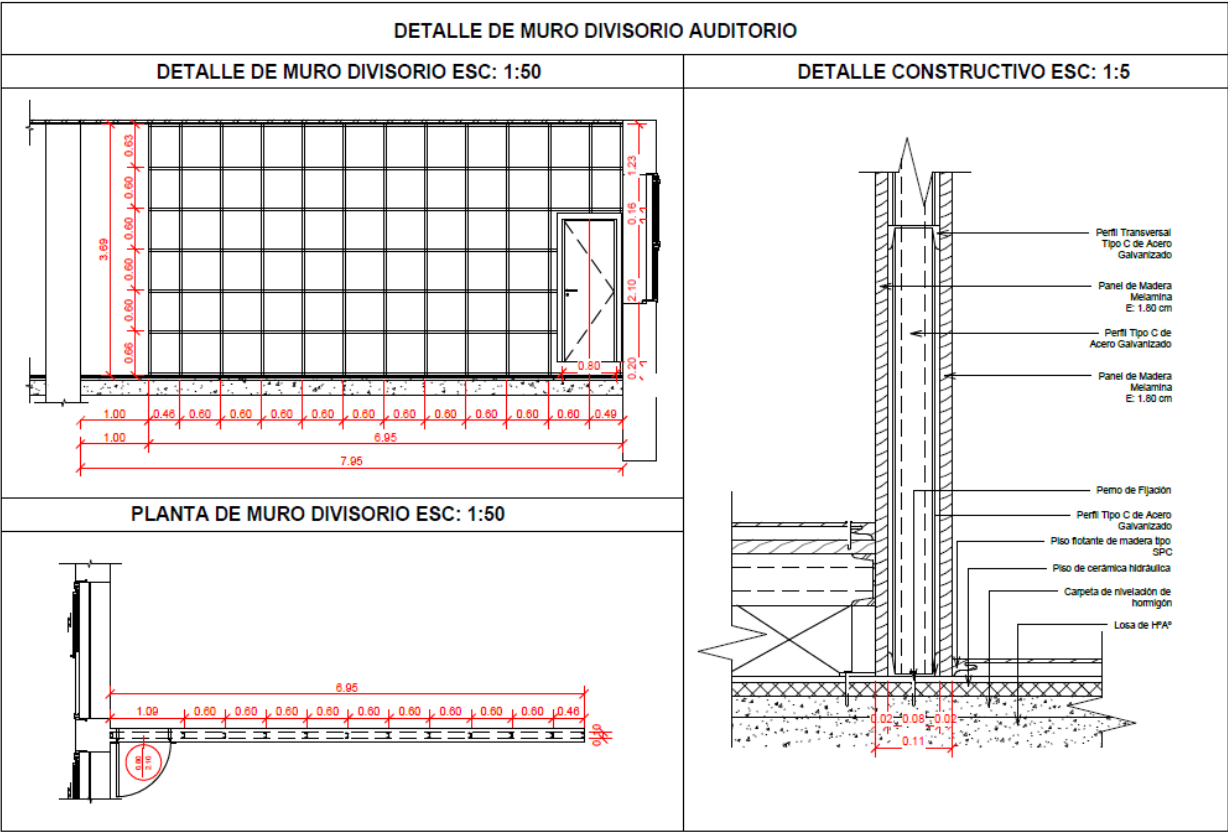 DETALLE DE MURO DIVISORIO AUDITORIO
DETALLE DE MURO DIVISORIO ESC: 1:50
3.69
0.63
0.60
0.60
0.60
0.60
0.66
1.23
0.16
2.10
0.20
0.80
1.00 0.46 0.60 0.60 0.60 0.60 0.60 0.60 0.60 0.60 0.60 0.60 0.49
1.00 6.95
7.95
PLANTA DE MURO DIVISORIO ESC: 1:50
6.95
1.09 0.60 0.60 0.60 0.60 0.60 0.60 0.60 0.60 0.60 0.46
0.10
0.80
2.10
DETALLE CONSTRUCTIVO ESC: 1:5
Perfil Transversal
Tipo C de Acero
Galvanizado
Panel de Madera
Melamina
E: 1.80 cm
Perfil Tipo C de
Acero Galvanizado
Panel de Madera
Melamina
E: 1.80 cm
Perno de Fijación
Perfil Tipo C de Acero
Galvanizado
Piso flotante de madera tipo
SPC
Piso de cerámica hidráulica
Carpeta de nivelación de
hormigón
Losa de HºAº
0.02 0.08 0.02
0.11